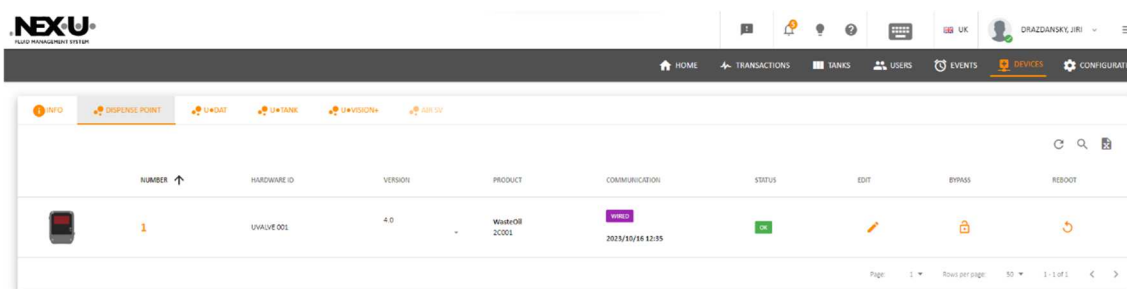 NEX·U·
FLUID MANAGEMENT SYSTEM
5
UK
DRAZDANSKY, JIRI
HOME
TRANSACTIONS
TANKS
USERS
EVENTS
DEVICES
CONFIGURATI
INFO
DISPENSE POINT
U●DAT
U●TANK
U●VISION+
NUMBER
HARDWARE ID
VERSION
PRODUCT
COMMUNICATION
STATUS
EDIT
BYPASS
REBOOT
1
UVALVE 001
4.0
-
WasteOil
2C001
WIRED
2023/10/16 12:35
OK
Page: 1
Rows per page: 50
1 - 1 of 1